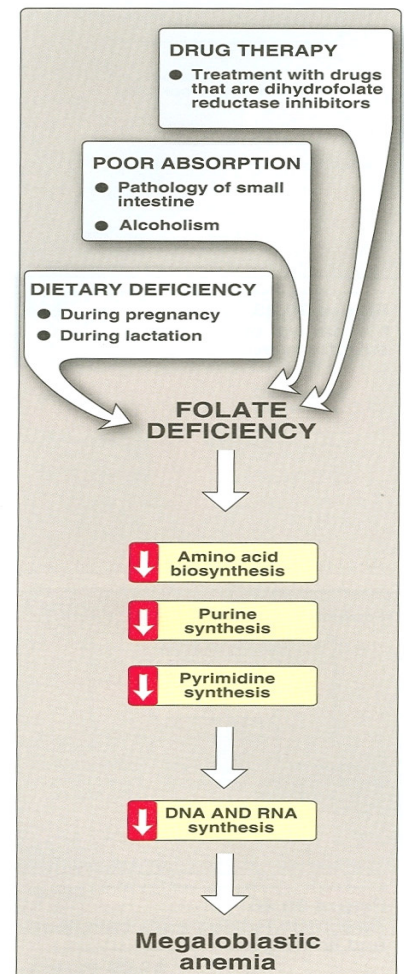 DRUG THERAPY
● Treatment with drugs
that are dihydrofolate
reductase inhibitors
POOR ABSORPTION
● Pathology of small
intestine
● Alcoholism
DIETARY DEFICIENCY
● During pregnancy
● During lactation
FOLATE
DEFICIENCY
Amino acid
biosynthesis
Purine
synthesis
Pyrimidine
synthesis
DNA AND RNA
synthesis
Megaloblastic
anemia